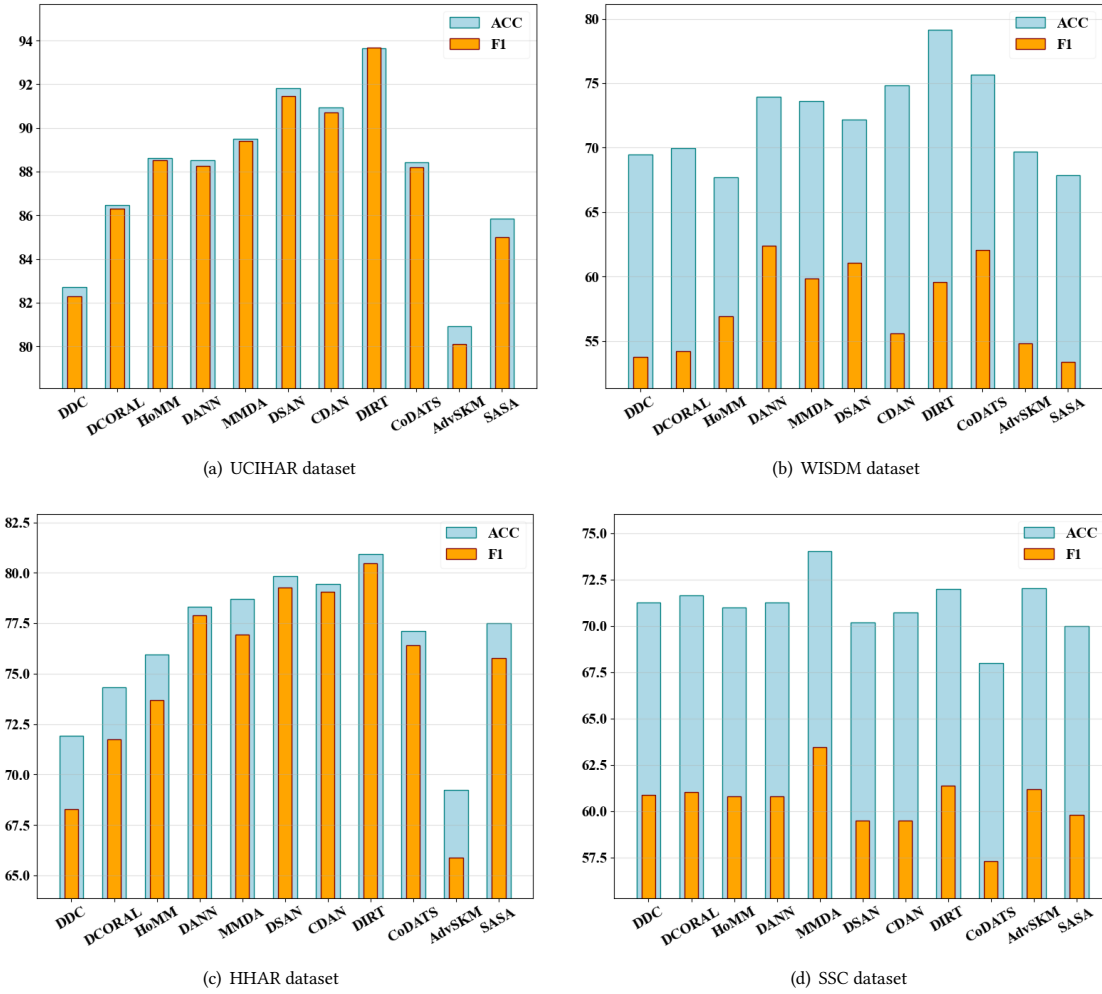 94
92
90
88
86
84
82
80
ACC
F1
DDC DCORAL HoMM DANN MMDA DSAN CDAN DIRT CoDATS AdvSKM SASA
(a) UCIHAR dataset
80
75
70
65
60
55
ACC
F1
DDC DCORAL HoMM DANN MMDA DSAN CDAN DIRT CoDATS AdvSKM SASA
(b) WISDM dataset
82.5
80.0
77.5
75.0
72.5
70.0
67.5
65.0
ACC
F1
DDC DCORAL HoMM DANN MMDA DSAN CDAN DIRT CoDATS AdvSKM SASA
(c) HHAR dataset
75.0
72.5
70.0
67.5
65.0
62.5
60.0
57.5
ACC
F1
DDC DCORAL HoMM DANN MMDA DSAN CDAN DIRT CoDATS AdvSKM SASA
(d) SSC dataset